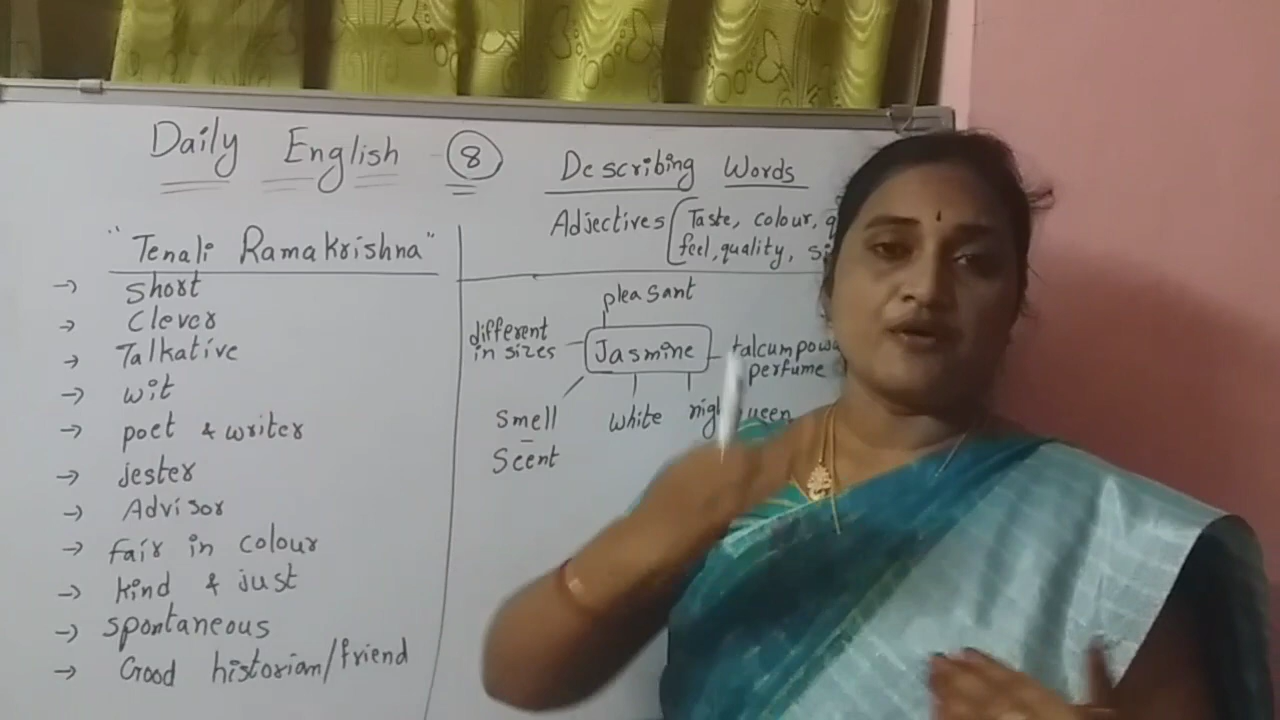 Daily English 8
"Tenali Ramakrishna"
→ Short
→ Clever
→ Talkative
→ wit
→ poet & writer
→ jester
→ Advisor
→ fair in colour
→ kind & just
→ spontaneous
→ Good historian/friend
Describing Words
Adjectives [Taste, colour,
feel, quality,
pleasant
different
in sizes
Jasmine
perfume
smell
Scent
white